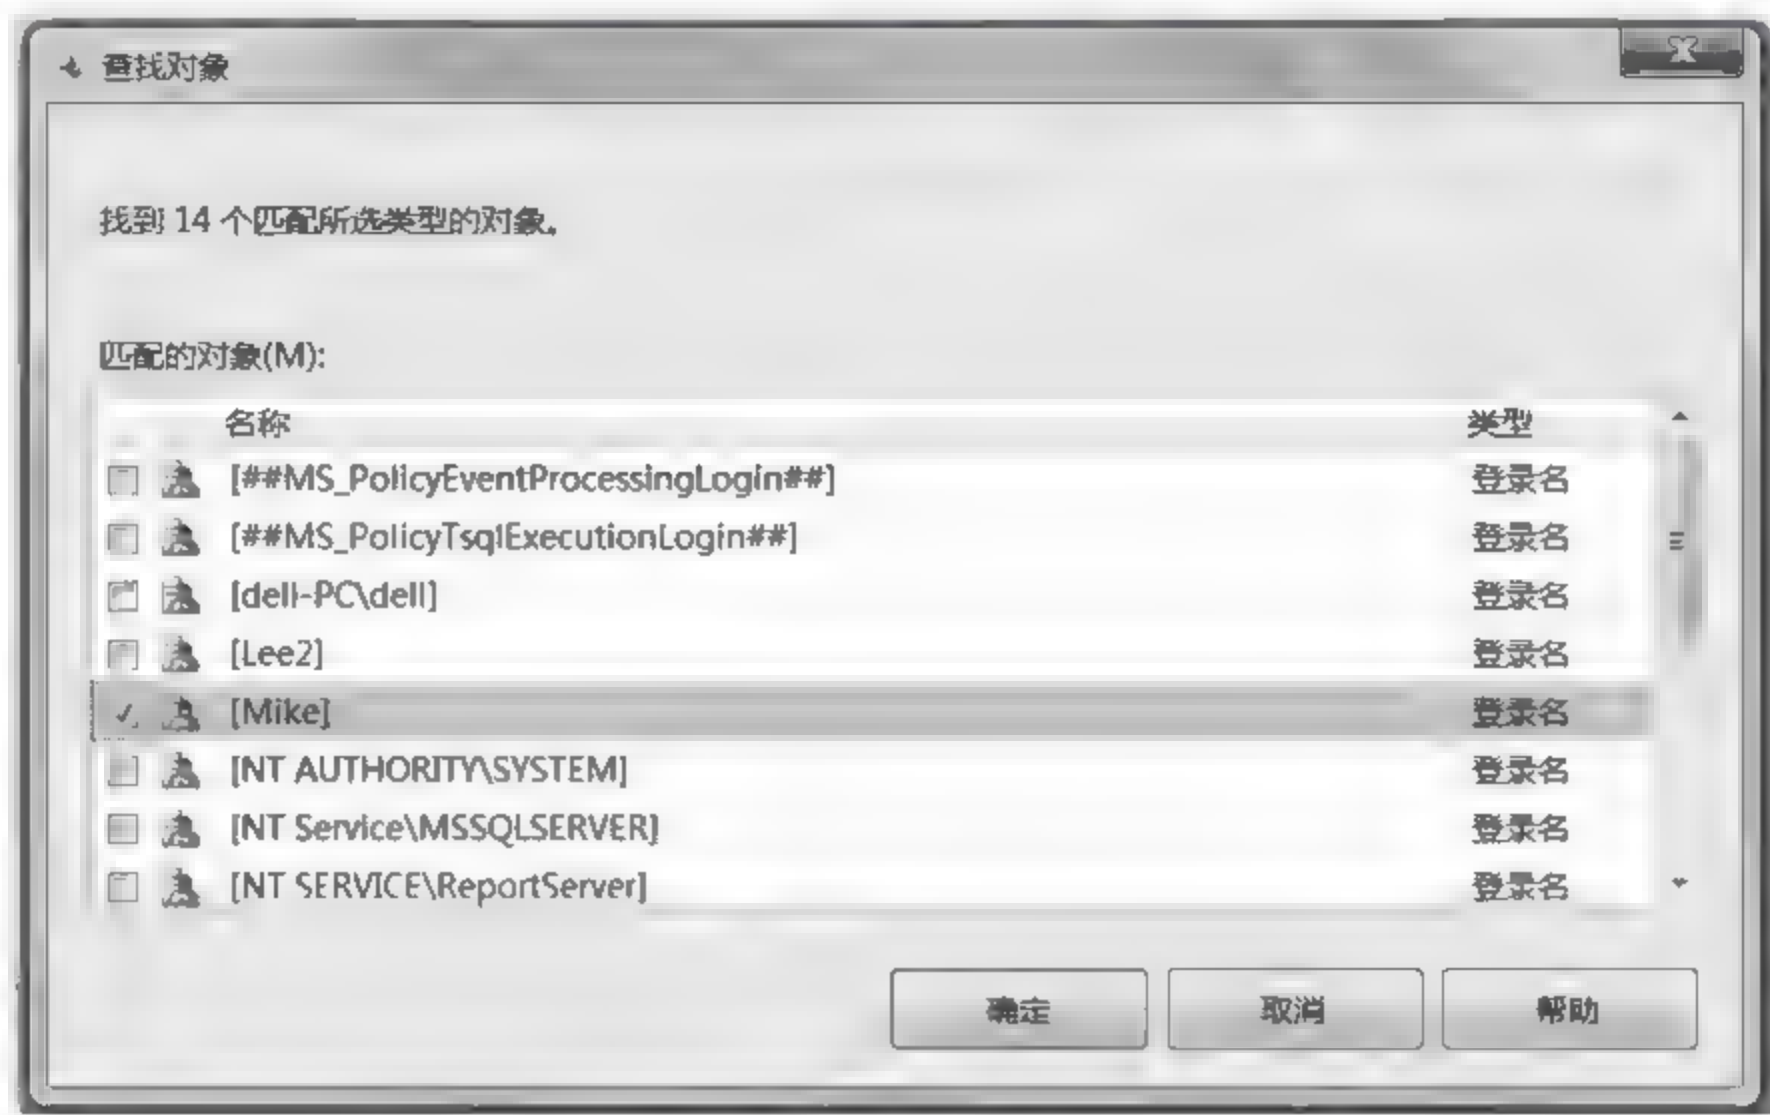 查找对象
找到 14 个匹配所选类型的对象。
匹配的对象(M):
名称 类型
[##MS_PolicyEventProcessingLogin##] 登录名
[##MS_PolicyTsqlExecutionLogin##] 登录名
[dell-PC\dell] 登录名
[Lee2] 登录名
[Mike] 登录名
[NT AUTHORITY\SYSTEM] 登录名
[NT Service\MSSQLSERVER] 登录名
[NT SERVICE\ReportServer] 登录名
确定 取消 帮助